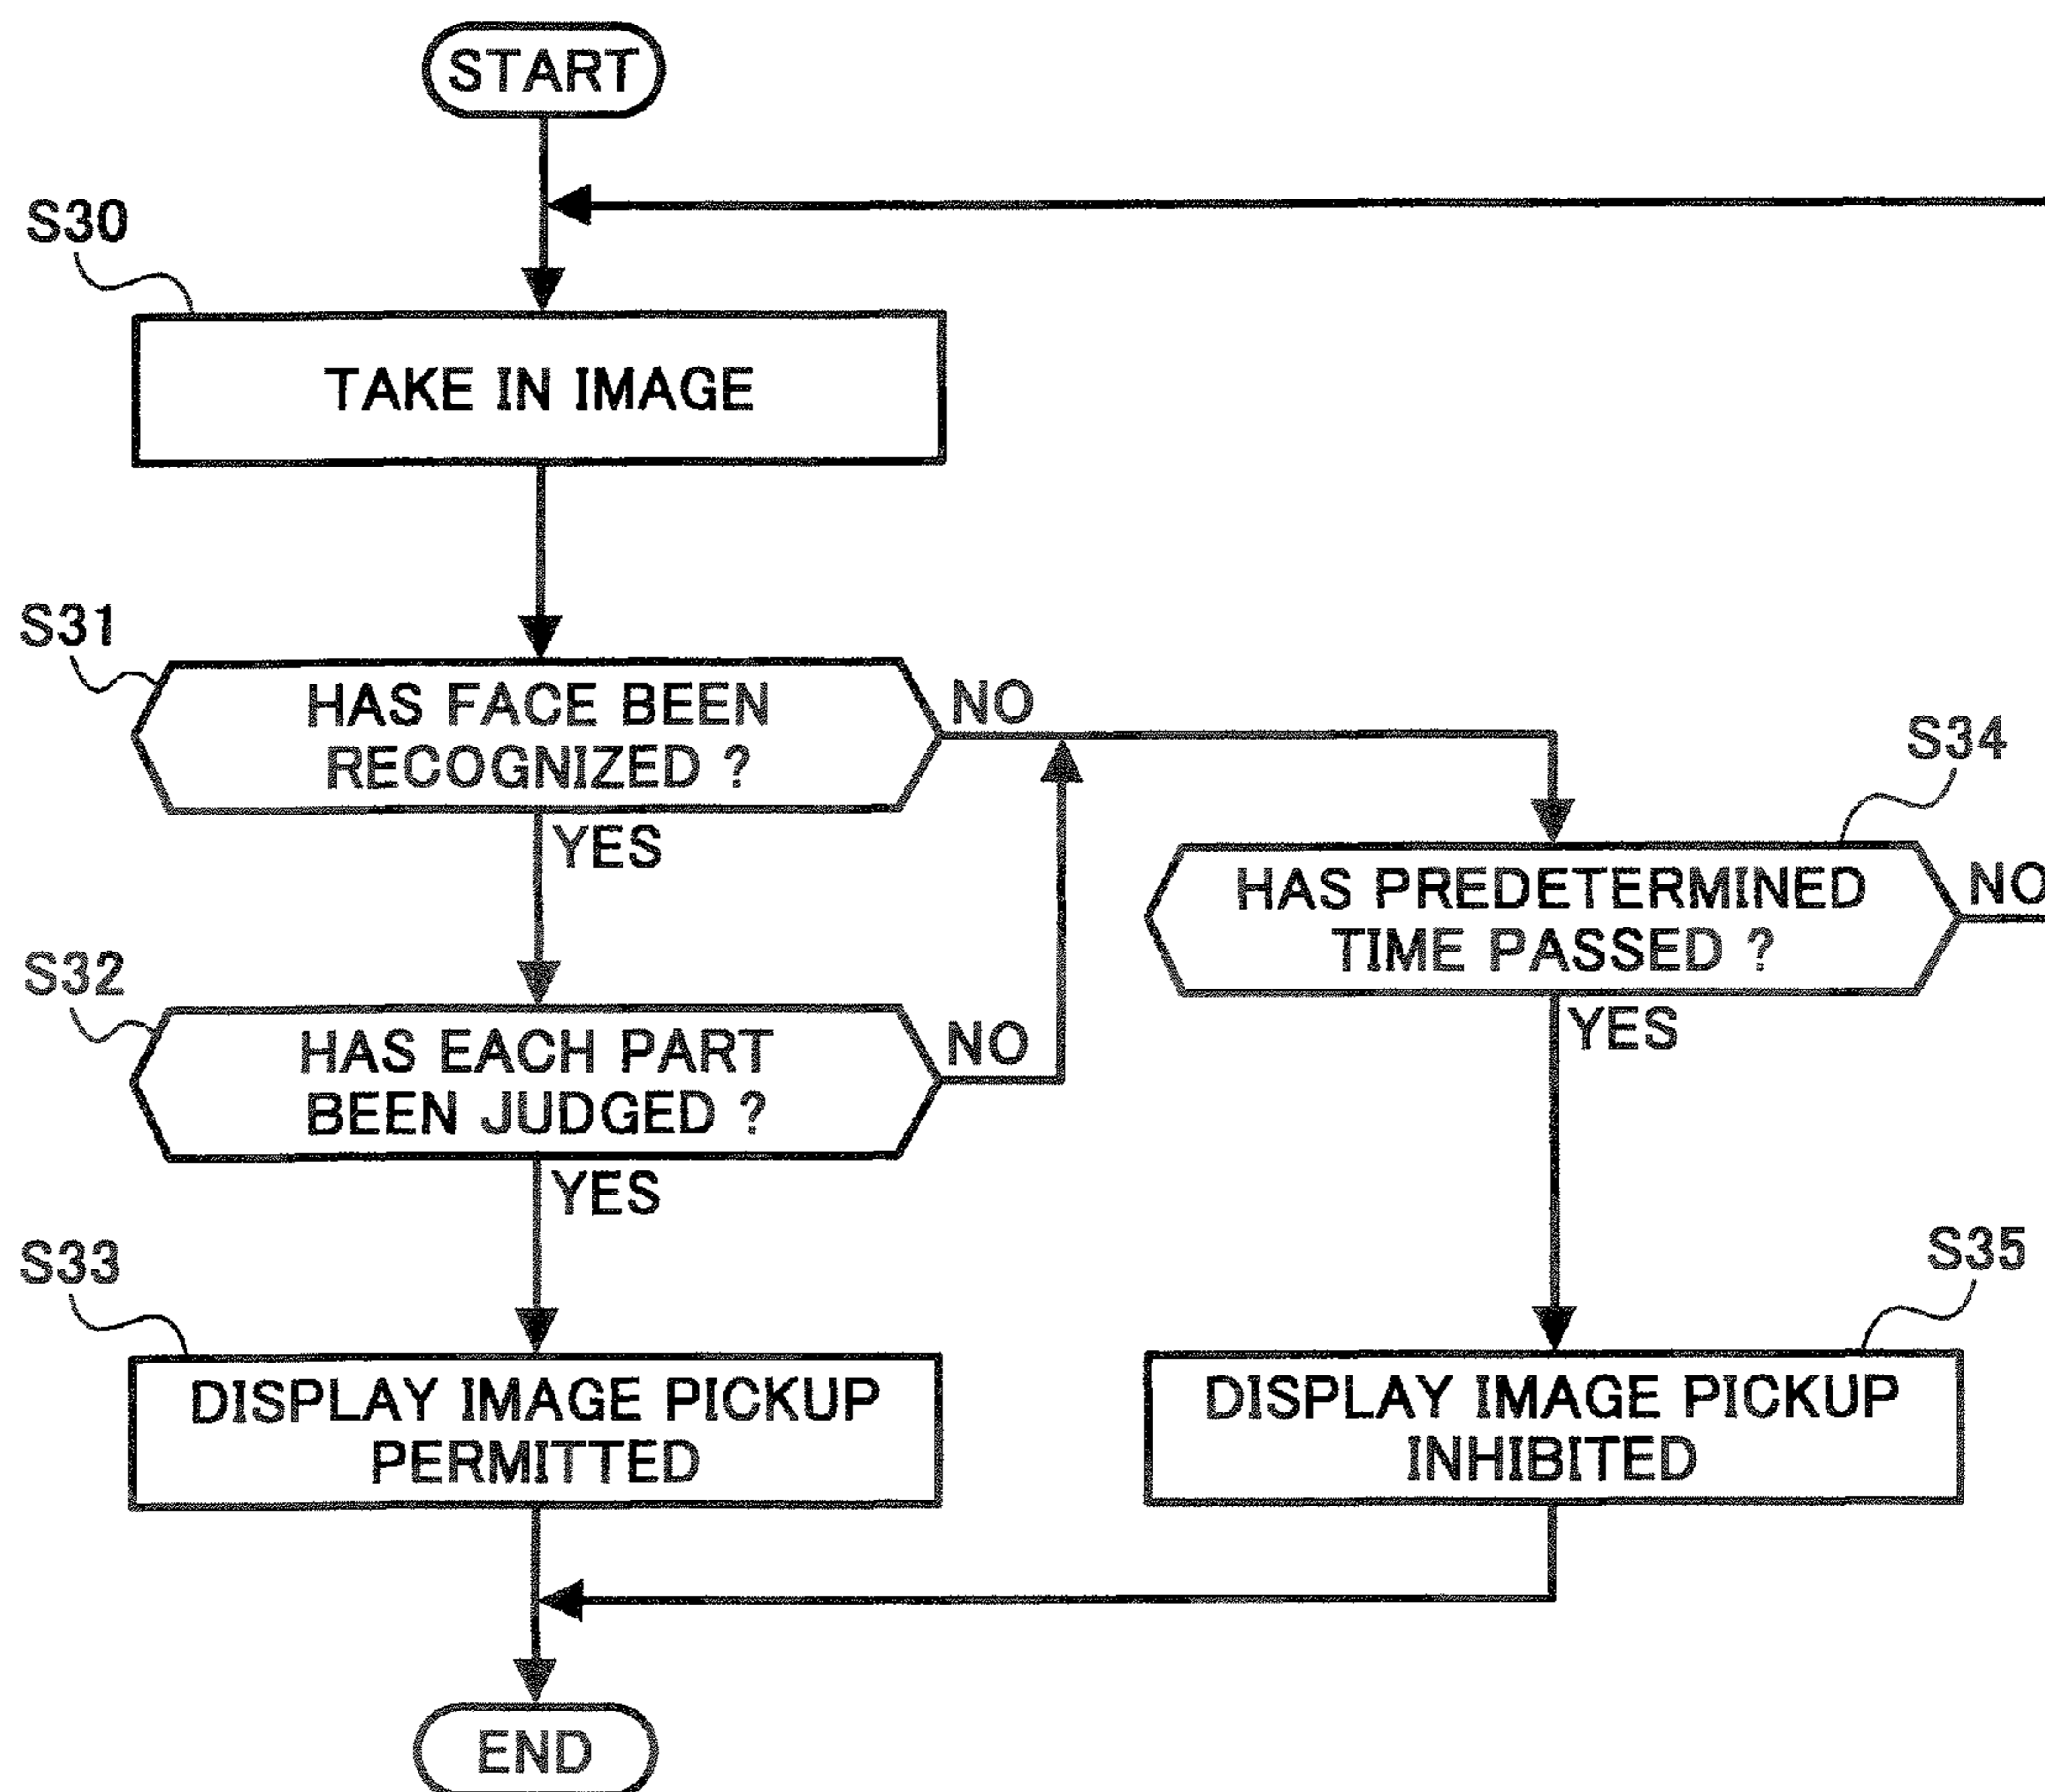 START
S30
TAKE IN IMAGE
S31
HAS FACE BEEN
RECOGNIZED ?
NO
YES
S34
HAS PREDETERMINED
TIME PASSED ?
NO
YES
S32
HAS EACH PART
BEEN JUDGED ?
NO
YES
S33
DISPLAY IMAGE PICKUP
PERMITTED
S35
DISPLAY IMAGE PICKUP
INHIBITED
END